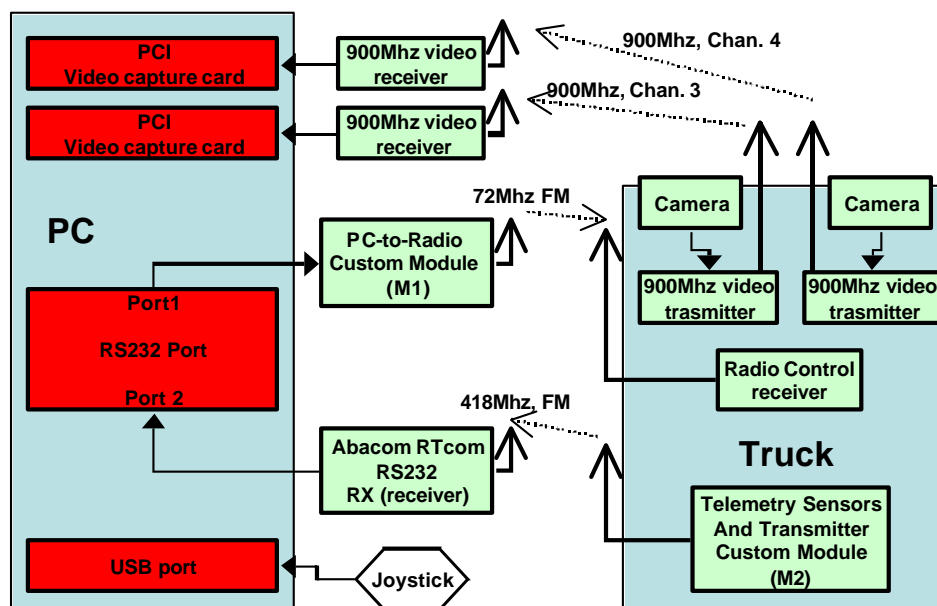 PCI
Video capture card
900Mhz video
receiver
900Mhz, Chan. 4
PCI
Video capture card
900Mhz video
receiver
900Mhz, Chan. 3
PC
72Mhz FM
Camera
Camera
PC-to-Radio
Custom Module
(M1)
900Mhz video
trasmitter
900Mhz video
trasmitter
Port1
RS232 Port
Port 2
Radio Control
receiver
418Mhz, FM
Abacom RTcom
RS232
RX (receiver)
Truck
Telemetry Sensors
And Transmitter
Custom Module
(M2)
USB port
Joystick